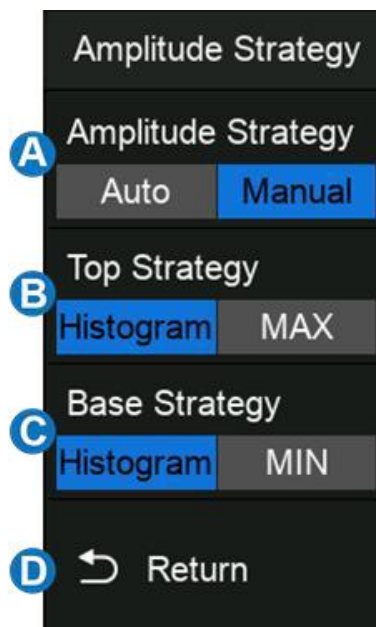 Amplitude Strategy
A
Amplitude Strategy
Auto Manual
B
Top Strategy
Histogram MAX
C
Base Strategy
Histogram MIN
D
Return